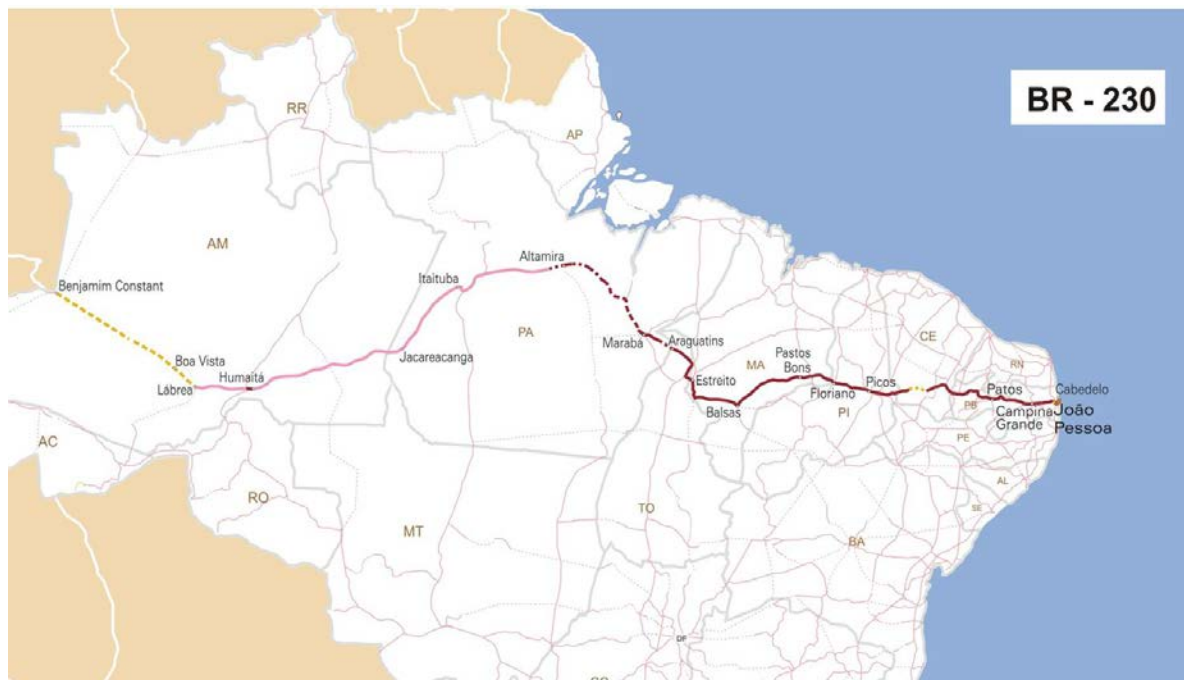 BR - 230
RR
AP
AM
Altamira
Itaituba
Benjamim Constant
PA
CE
Marabá
Araguatins
Jacareacanga
Boa Vista
Humaitá
Lábrea
MA
Pastos
Bons
RN
Estreito
Floriano
Picos
Patos
Cabedelo
Balsas
PI
PB
Campina
Grande
João
Pessoa
AC
PE
RO
TO
AL
SE
MT
BA
DF